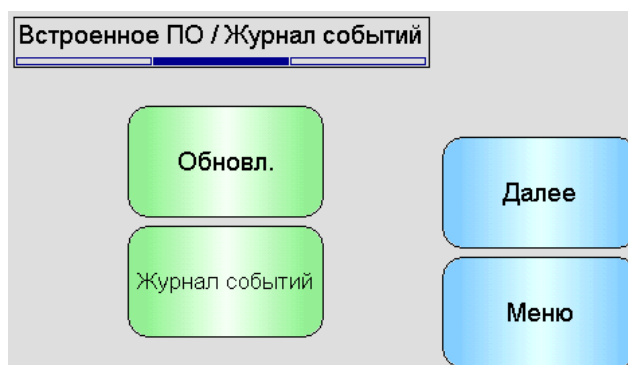 Встроенное ПО / Журнал событий
Обновл.
Далее
Журнал событий
Меню